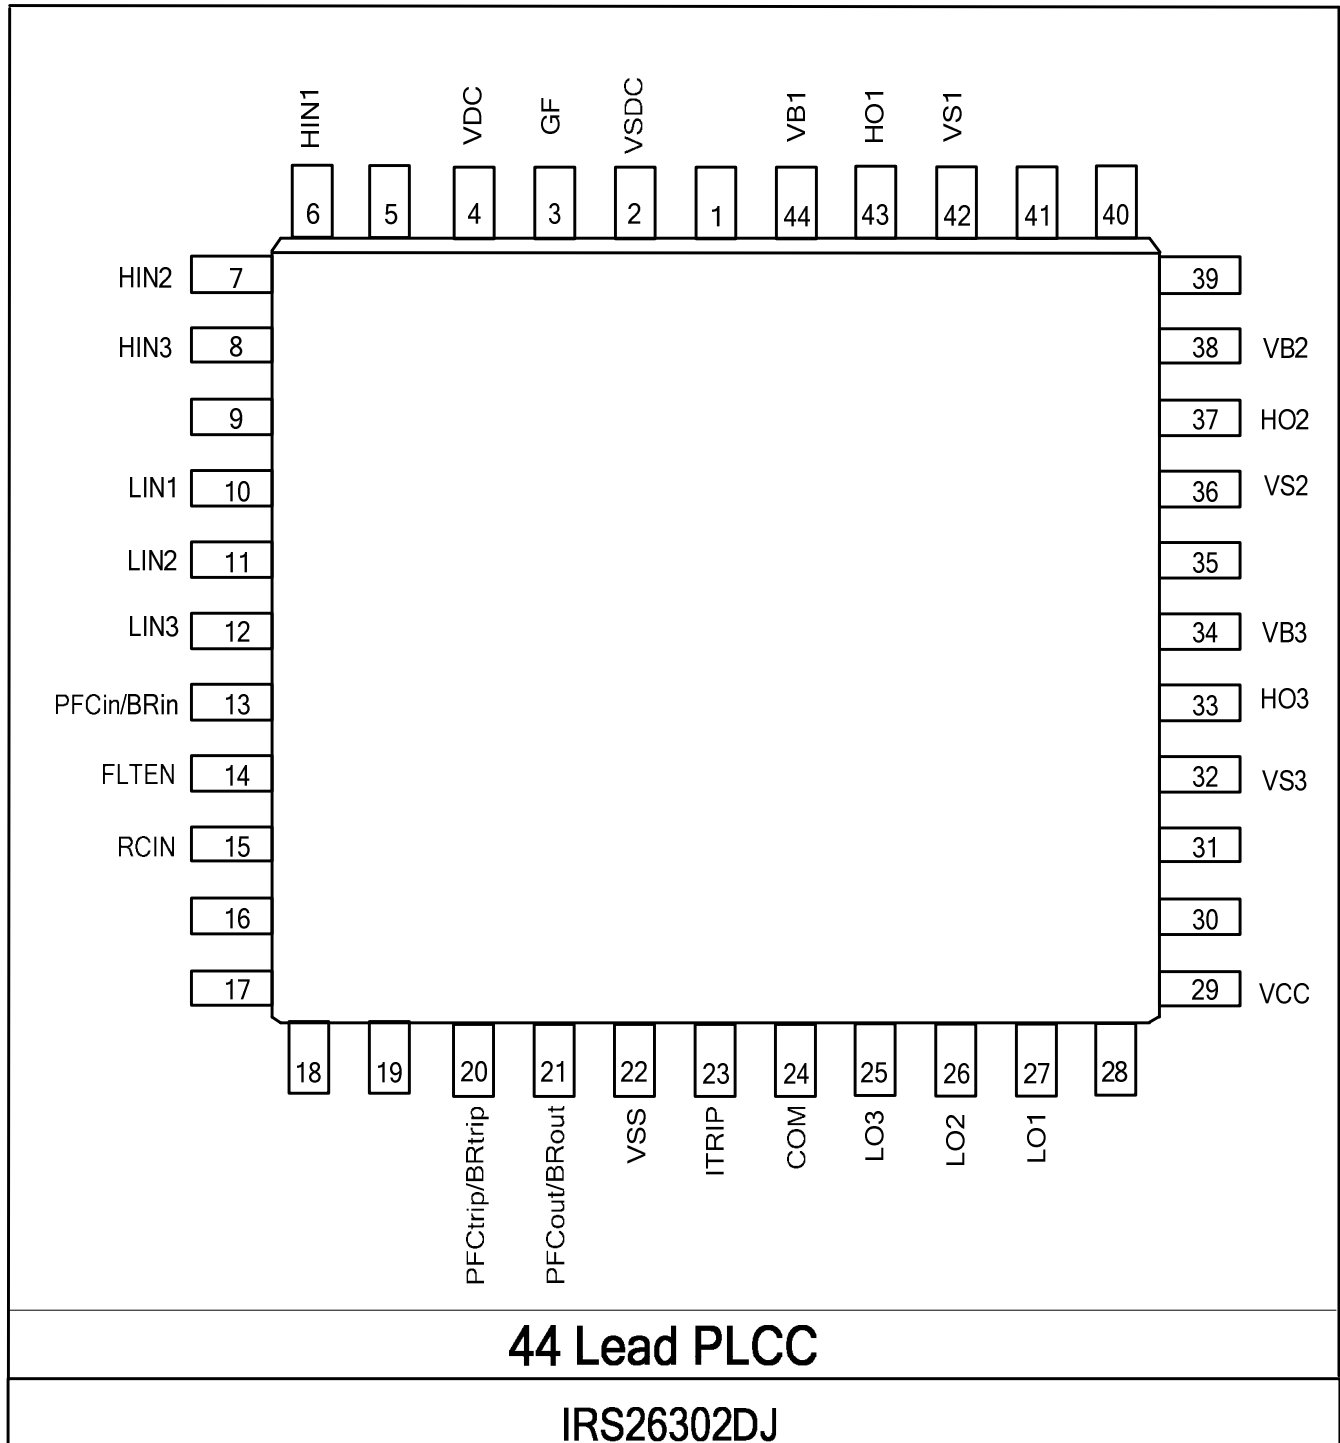 HIN1 VDC GF VSDC VB1 HO1 VS1
6 5 4 3 2 1 44 43 42 41 40
HIN2 7 39
HIN3 8 38 VB2
9 37 HO2
LIN1 10 36 VS2
LIN2 11 35
LIN3 12 34 VB3
PFCin/BRin 13 33 HO3
FLTEN 14 32 VS3
RCIN 15 31
16 30
17 29 VCC
18 19 20 21 22 23 24 25 26 27 28
PFCtrip/BRtrip PFCout/BRout VSS ITRIP COM LO3 LO2 LO1
44 Lead PLCC
IRS26302DJ